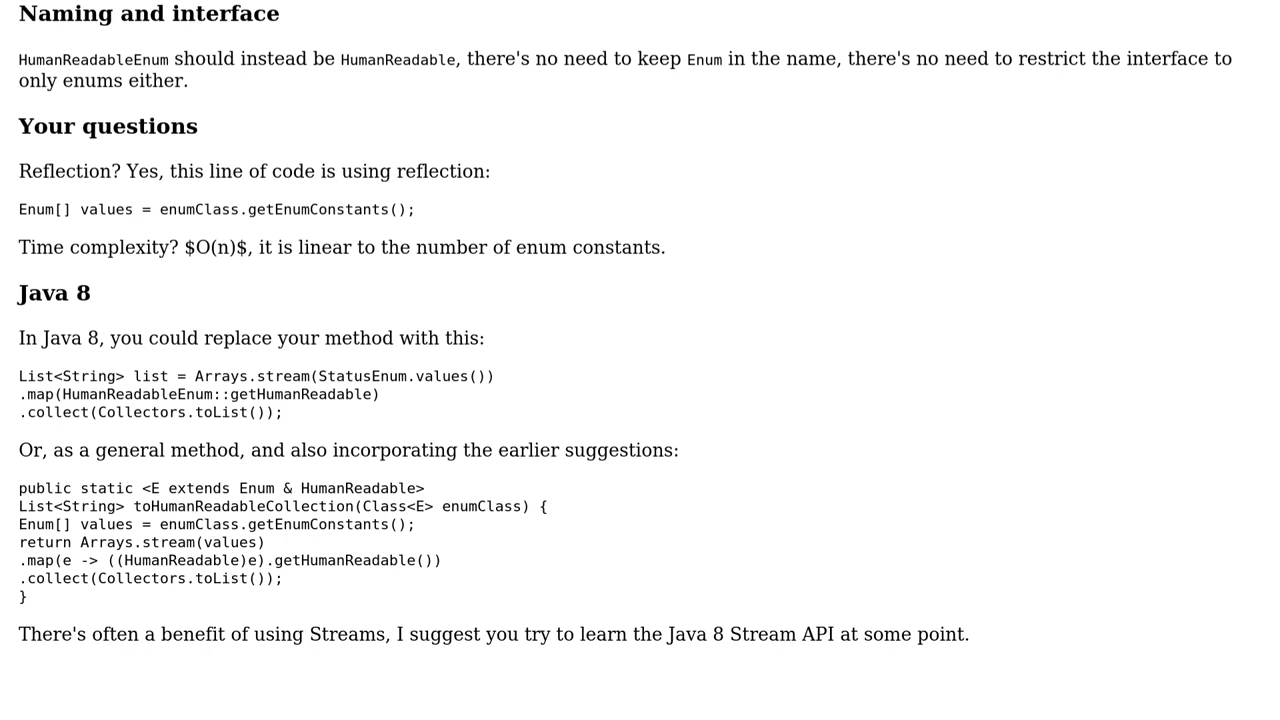 Naming and interface
HumanReadableEnum should instead be HumanReadable, there's no need to keep Enum in the name, there's no need to restrict the interface to
only enums either.
Your questions
Reflection? Yes, this line of code is using reflection:
Enum[] values = enumClass.getEnumConstants();
Time complexity? $O(n)$, it is linear to the number of enum constants.
Java 8
In Java 8, you could replace your method with this:
List<String> list = Arrays.stream(StatusEnum.values())
.map(HumanReadableEnum::getHumanReadable)
.collect(Collectors.toList());
Or, as a general method, and also incorporating the earlier suggestions:
public static <E extends Enum & HumanReadable>
List<String> toHumanReadableCollection(Class<E> enumClass) {
Enum[] values = enumClass.getEnumConstants();
return Arrays.stream(values)
.map(e -> ((HumanReadable)e).getHumanReadable())
.collect(Collectors.toList());
}
There's often a benefit of using Streams, I suggest you try to learn the Java 8 Stream API at some point.